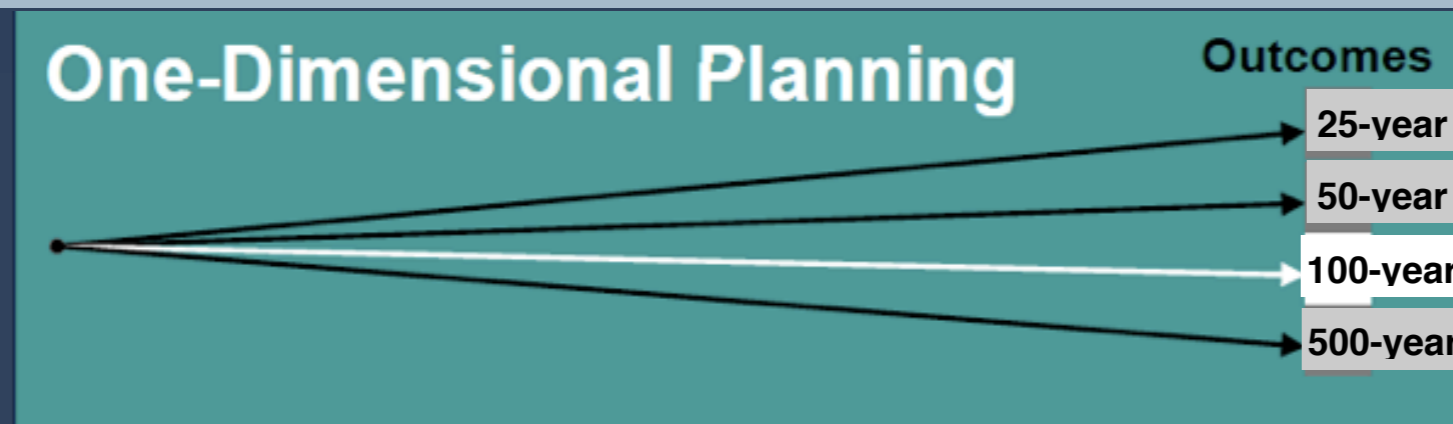 One-Dimensional Planning
Outcomes
25-year
50-year
100-year
500-year